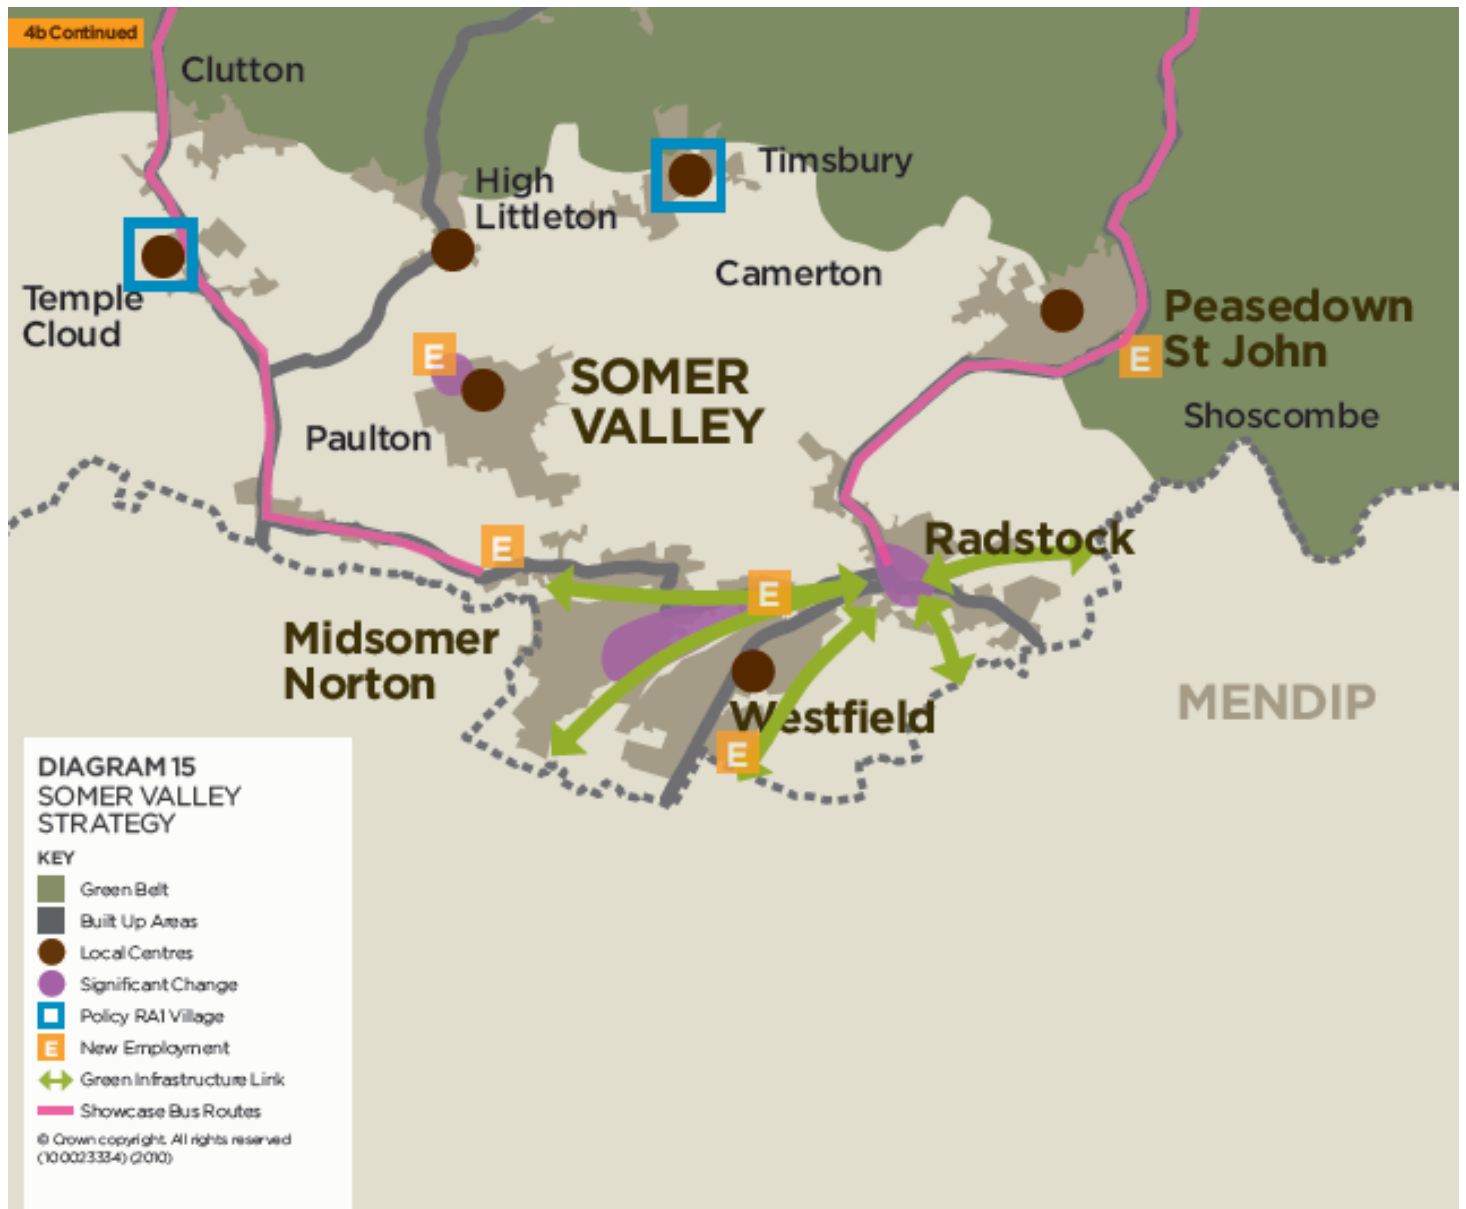 4b Continued
Clutton
High
Littleton
Timsbury
Camerton
Temple
Cloud
Peasedown
St John
E
E
SOMER
VALLEY
Shoscombe
Paulton
Radstock
E
E
Midsomer
Norton
MENDIP
Westfield
E
DIAGRAM 15
SOMER VALLEY
STRATEGY
KEY
Green Belt
Built Up Areas
Local Centres
Significant Change
Policy RA1 Village
E New Employment
Green Infrastructure Link
Showcase Bus Routes
© Crown copyright. All rights reserved
(100023334) (2010)